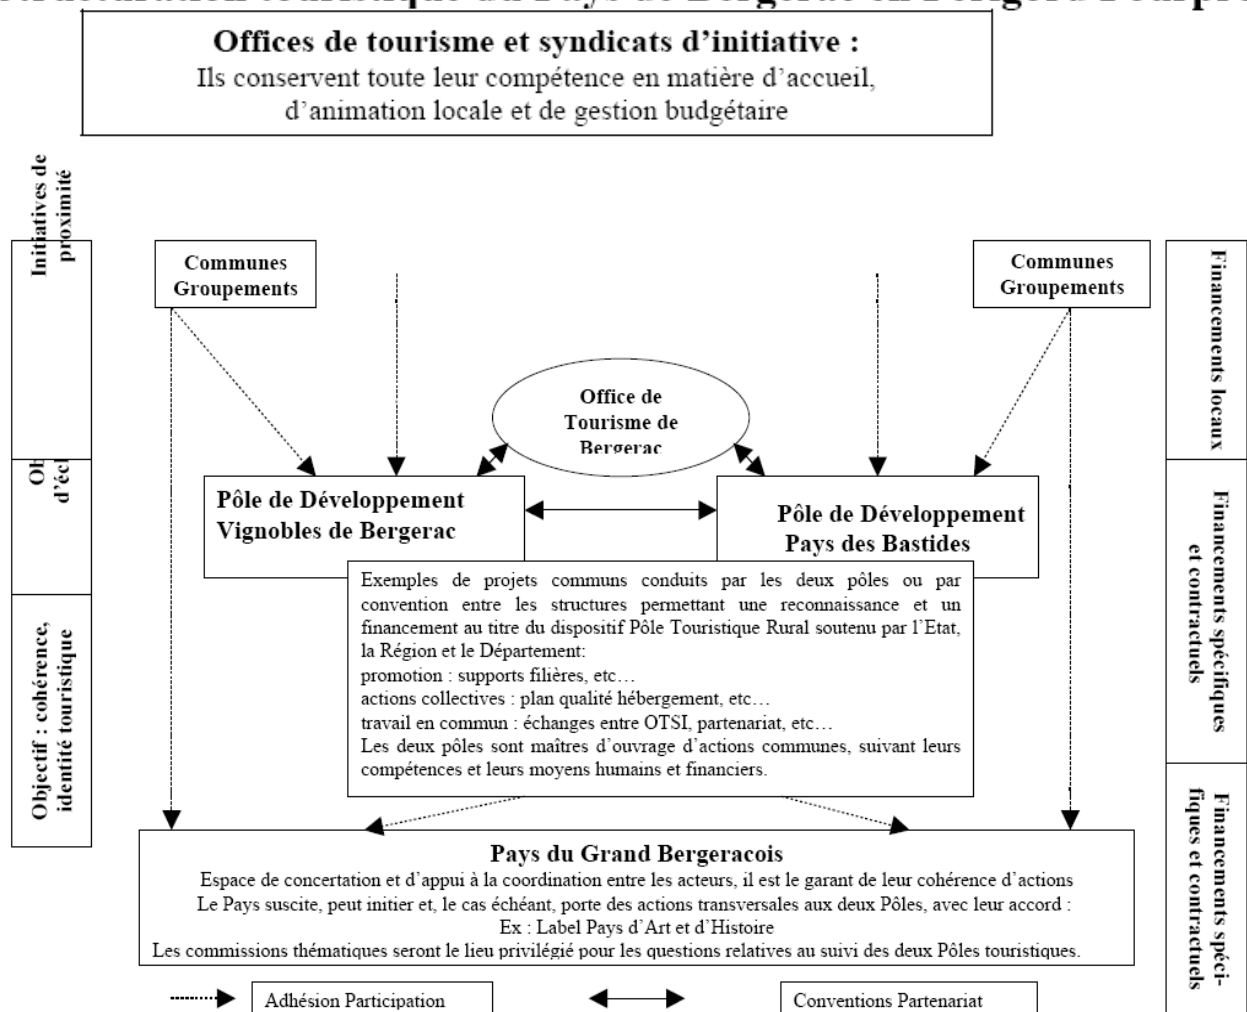 Structuration touristique du Pays de Bergerac en Périgord Pourpre
Offices de tourisme et syndicats d’initiative :
Ils conservent toute leur compétence en matière d’accueil,
d’animation locale et de gestion budgétaire
Initiatives de
proximité
Communes
Groupements
Communes
Groupements
Financements locaux
Office de
Tourisme de
Bergerac
Pôle de Développement
Vignobles de Bergerac
Pôle de Développement
Pays des Bastides
Financements spécifiques
et contractuels
Exemples de projets communs conduits par les deux pôles ou par
convention entre les structures permettant une reconnaissance et un
financement au titre du dispositif Pôle Touristique Rural soutenu par l’Etat,
la Région et le Département:
promotion : supports filières, etc…
actions collectives : plan qualité hébergement, etc…
travail en commun : échanges entre OTSI, partenariat, etc…
Les deux pôles sont maîtres d’ouvrage d’actions communes, suivant leurs
compétences et leurs moyens humains et financiers.
Objectif : cohérence,
identité touristique
Pays du Grand Bergeracois
Espace de concertation et d’appui à la coordination entre les acteurs, il est le garant de leur cohérence d’actions
Le Pays suscite, peut initier et, le cas échéant, porte des actions transversales aux deux Pôles, avec leur accord :
Ex : Label Pays d’Art et d’Histoire
Les commissions thématiques seront le lieu privilégié pour les questions relatives au suivi des deux Pôles touristiques.
Financements spéci-
fiques et contractuels
Adhésion Participation
Conventions Partenariat